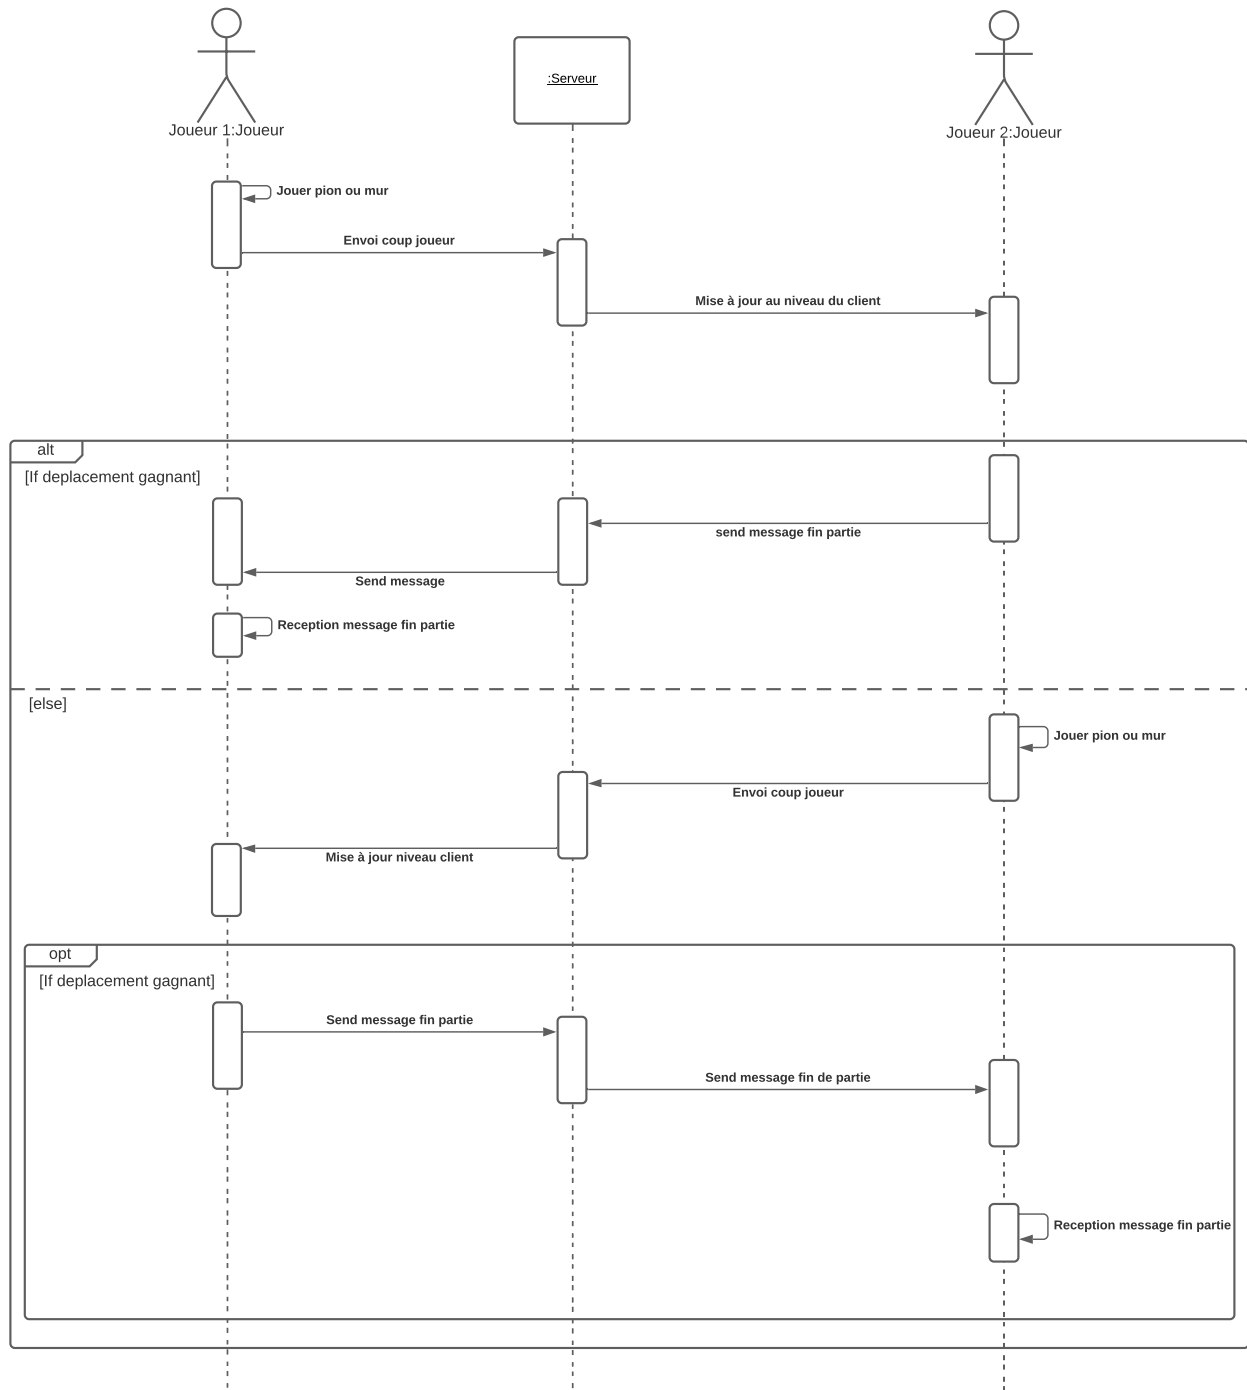 Joueur 1:Joueur
:Serveur
Joueur 2:Joueur
Jouer pion ou mur
Envoi coup joueur
Mise à jour au niveau du client
alt
[If deplacement gagnant]
send message fin partie
Send message
Reception message fin partie
[else]
Jouer pion ou mur
Envoi coup joueur
Mise à jour niveau client
opt
[If deplacement gagnant]
Send message fin partie
Send message fin de partie
Reception message fin partie